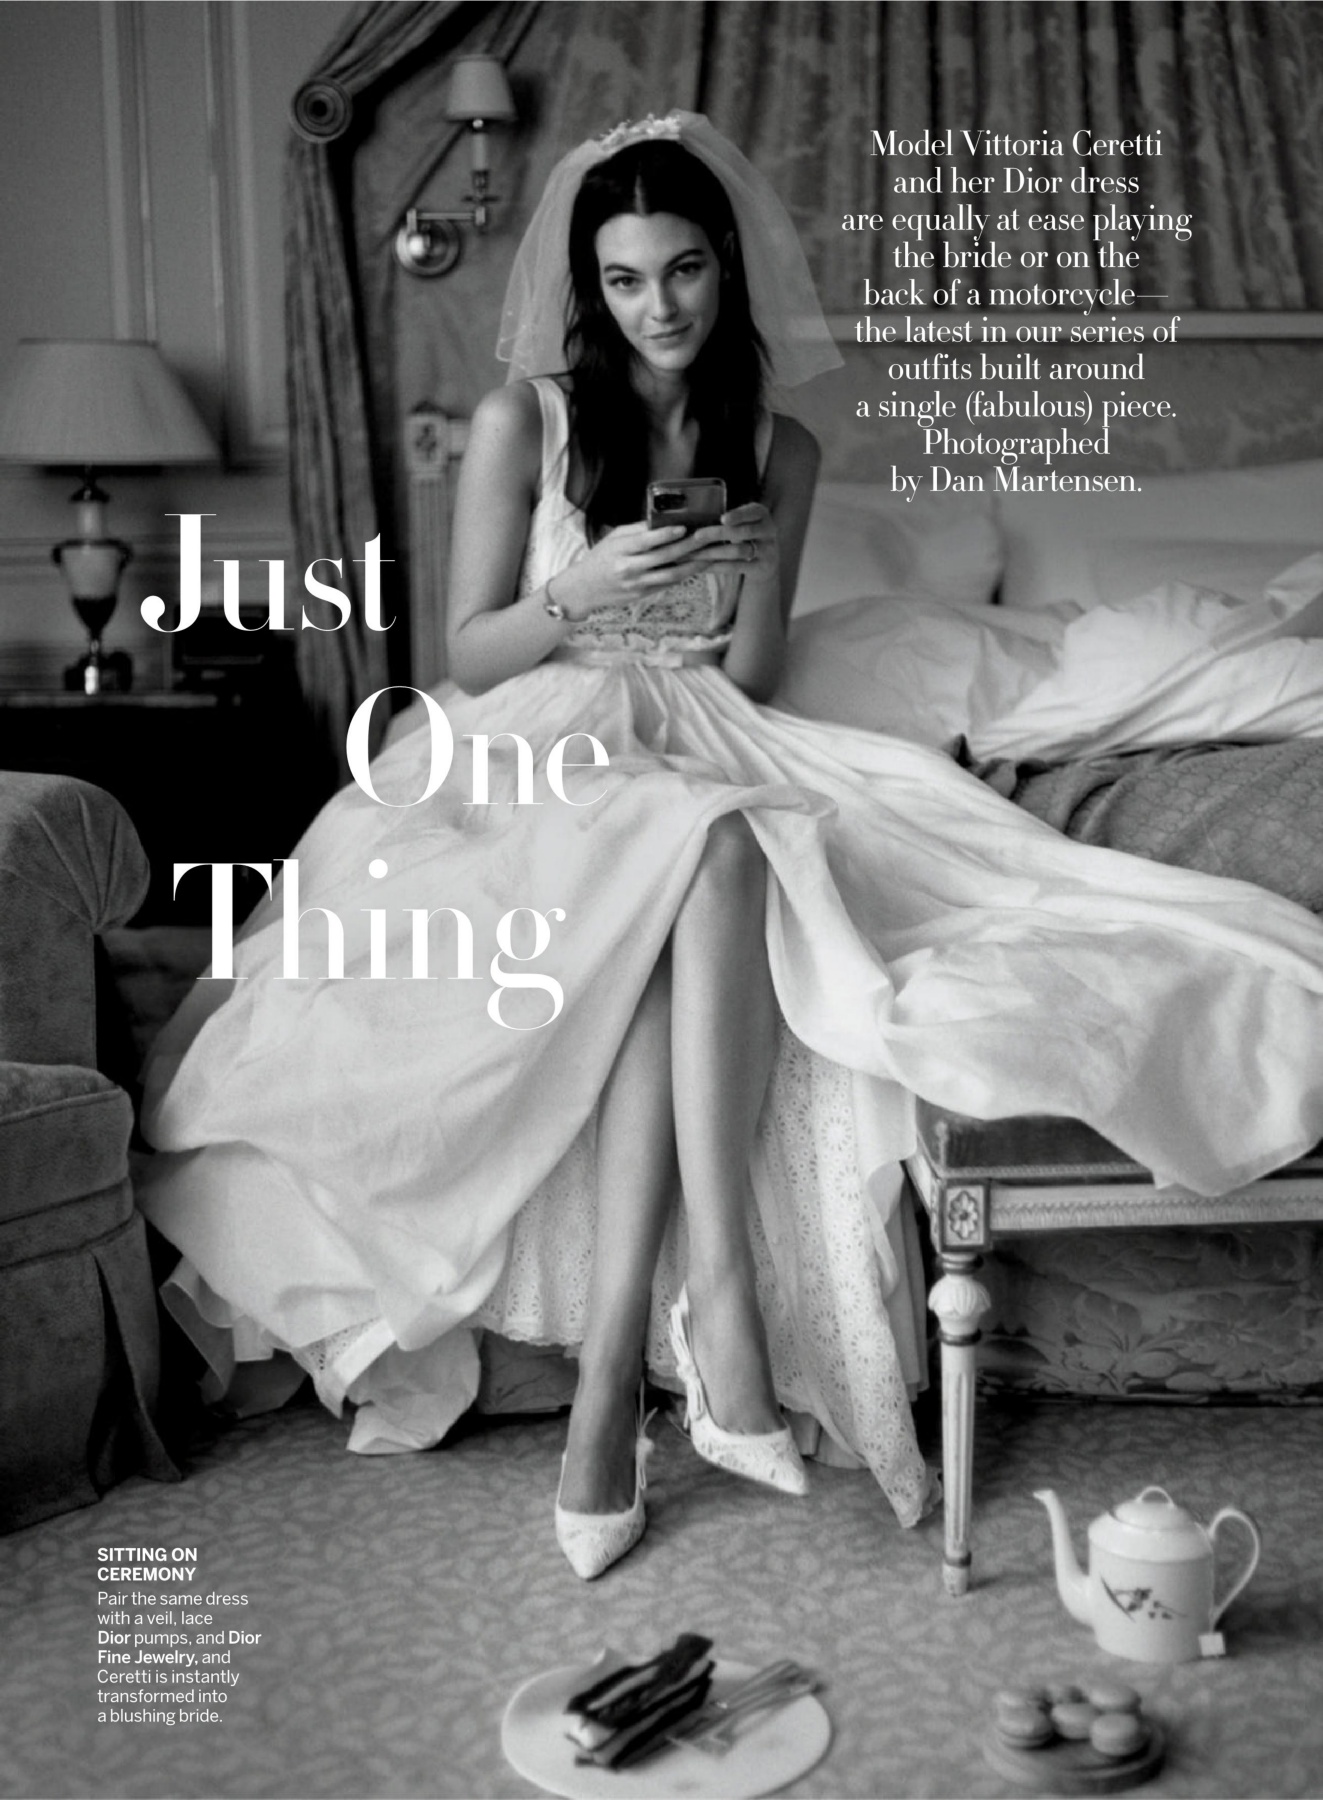 Model Vittoria Ceretti
and her Dior dress
are equally at ease playing
the bride or on the
back of a motorcycle—
the latest in our series of
outfits built around
a single (fabulous) piece.
Photographed
by Dan Martensen.
Just
One
Thing
SITTING ON
CEREMONY
Pair the same dress
with a veil, lace
Dior pumps, and Dior
Fine Jewelry, and
Ceretti is instantly
transformed into
a blushing bride.